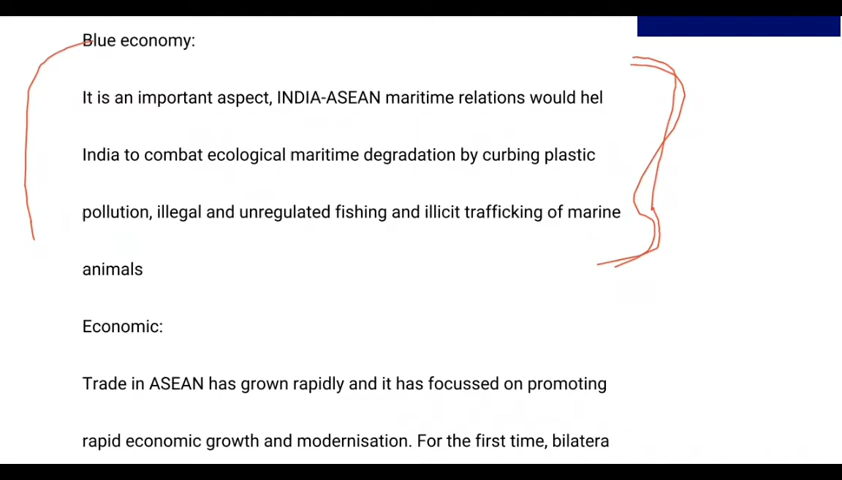 Blue economy:
It is an important aspect, INDIA-ASEAN maritime relations would hel
India to combat ecological maritime degradation by curbing plastic
pollution, illegal and unregulated fishing and illicit trafficking of marine
animals
Economic:
Trade in ASEAN has grown rapidly and it has focussed on promoting
rapid economic growth and modernisation. For the first time, bilatera